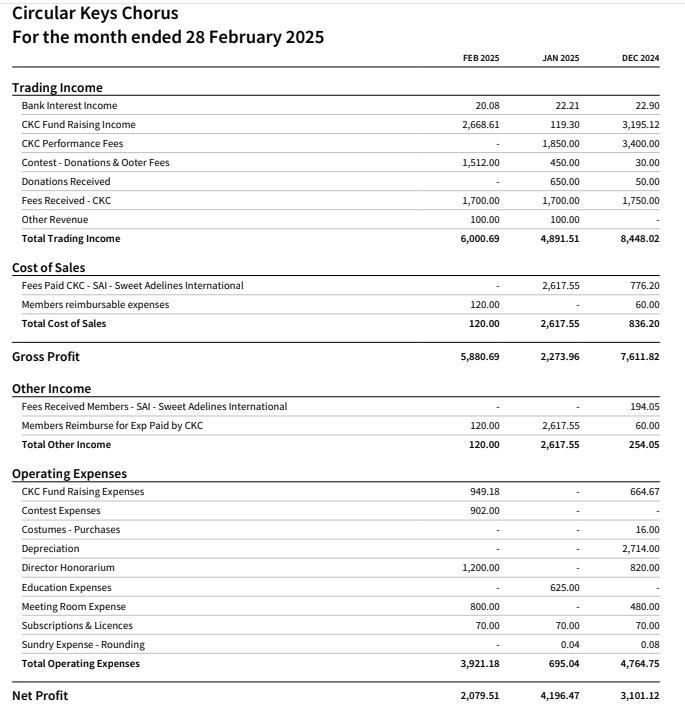 Circular Keys Chorus
For the month ended 28 February 2025
FEB 2025 JAN 2025 DEC 2024
Trading Income
Bank Interest Income 20.08 22.21 22.90
CKC Fund Raising Income 2,668.61 119.30 3,195.12
CKC Performance Fees - 1,850.00 3,400.00
Contest - Donations & Ooter Fees 1,512.00 450.00 30.00
Donations Received - 650.00 50.00
Fees Received - CKC 1,700.00 1,700.00 1,750.00
Other Revenue 100.00 100.00 -
Total Trading Income 6,000.69 4,891.51 8,448.02
Cost of Sales
Fees Paid CKC - SAI - Sweet Adelines International - 2,617.55 776.20
Members reimbursable expenses 120.00 - 60.00
Total Cost of Sales 120.00 2,617.55 836.20
Gross Profit 5,880.69 2,273.96 7,611.82
Other Income
Fees Received Members - SAI - Sweet Adelines International - - 194.05
Members Reimburse for Exp Paid by CKC 120.00 2,617.55 60.00
Total Other Income 120.00 2,617.55 254.05
Operating Expenses
CKC Fund Raising Expenses 949.18 - 664.67
Contest Expenses 902.00 - -
Costumes - Purchases - - 16.00
Depreciation - - 2,714.00
Director Honorarium 1,200.00 - 820.00
Education Expenses - 625.00 -
Meeting Room Expense 800.00 - 480.00
Subscriptions & Licences 70.00 70.00 70.00
Sundry Expense - Rounding - 0.04 0.08
Total Operating Expenses 3,921.18 695.04 4,764.75
Net Profit 2,079.51 4,196.47 3,101.12